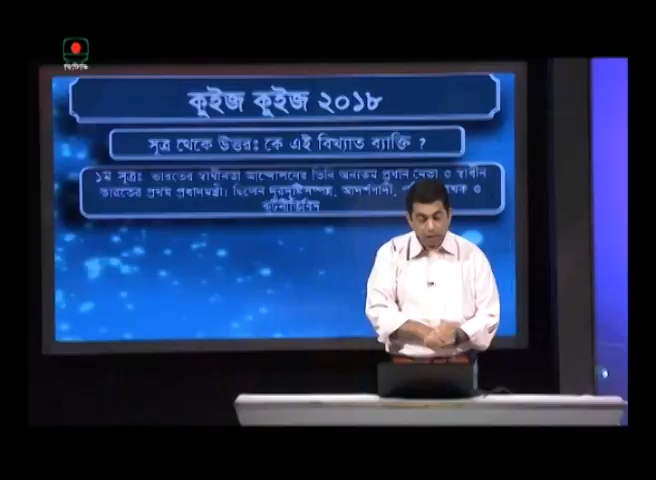 কুইজ কুইজ ২০১৮
সূত্র থেকে উত্তরঃ কে এই বিখ্যাত ব্যাক্তি ?
১ম সূত্রঃ ভারতের স্বাধীনতা আন্দোলনের তিনি অন্যতম প্রধান নেতা ও স্বাধীন
ভারতের প্রথম প্রধানমন্ত্রী। ছিলেন দূরদৃষ্টিসম্পন্ন, আদর্শবাদী, ও
কূটনীতিবিদ